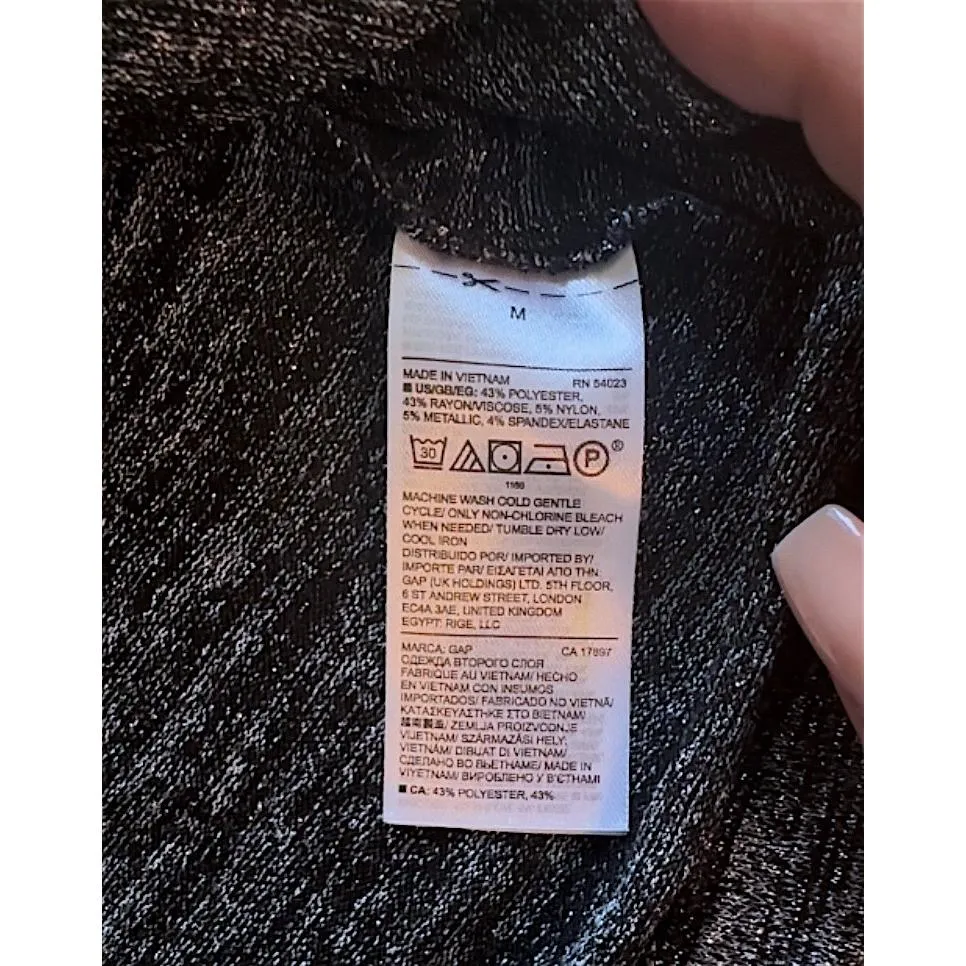 M
MADE IN VIETNAM RN 54023
US/GB/EG: 43% POLYESTER,
43% RAYON/VISCOSE, 5% NYLON,
5% METALLIC, 4% SPANDEX/ELASTANE
30 P ®
MACHINE WASH COLD GENTLE
CYCLE/ ONLY NON-CHLORINE BLEACH
WHEN NEEDED/ TUMBLE DRY LOW/
COOL IRON
DISTRIBUIDO POR/ IMPORTED BY/
IMPORTE PAR/ ΕΙΣΑΓΕΤΑΙ ΑΠΟ ΤΗΝ:
GAP (UK HOLDINGS) LTD. 5TH FLOOR,
6 ST ANDREW STREET, LONDON
EC4A 3AE, UNITED KINGDOM
EGYPT: RIGE, LLC
MARCA: GAP CA 17897
ОДЕЖДА ВТОРОГО СЛОЯ
FABRIQUE AU VIETNAM/ HECHO
EN VIETNAM CON INSUMOS
IMPORTADOS/ FABRICADO NO VIETNÃ/
ΚΑΤΑΣΚΕΥΑΣΤΗΚΕ ΣΤΟ ΒΙΕΤΝΑΜ/
越南製造/ ZEMLJA PROIZVODNJE
VIJETNAM/ SZÁRMAZÁSI HELY:
VIETNÁM/ DIBUAT DI VIETNAM/
СДЕЛАНО ВО ВЬЕТНАМЕ/ MADE IN
VIYETNAM/ ВИРОБЛЕНО У В'ЄТНАМІ
CA: 43% POLYESTER, 43%